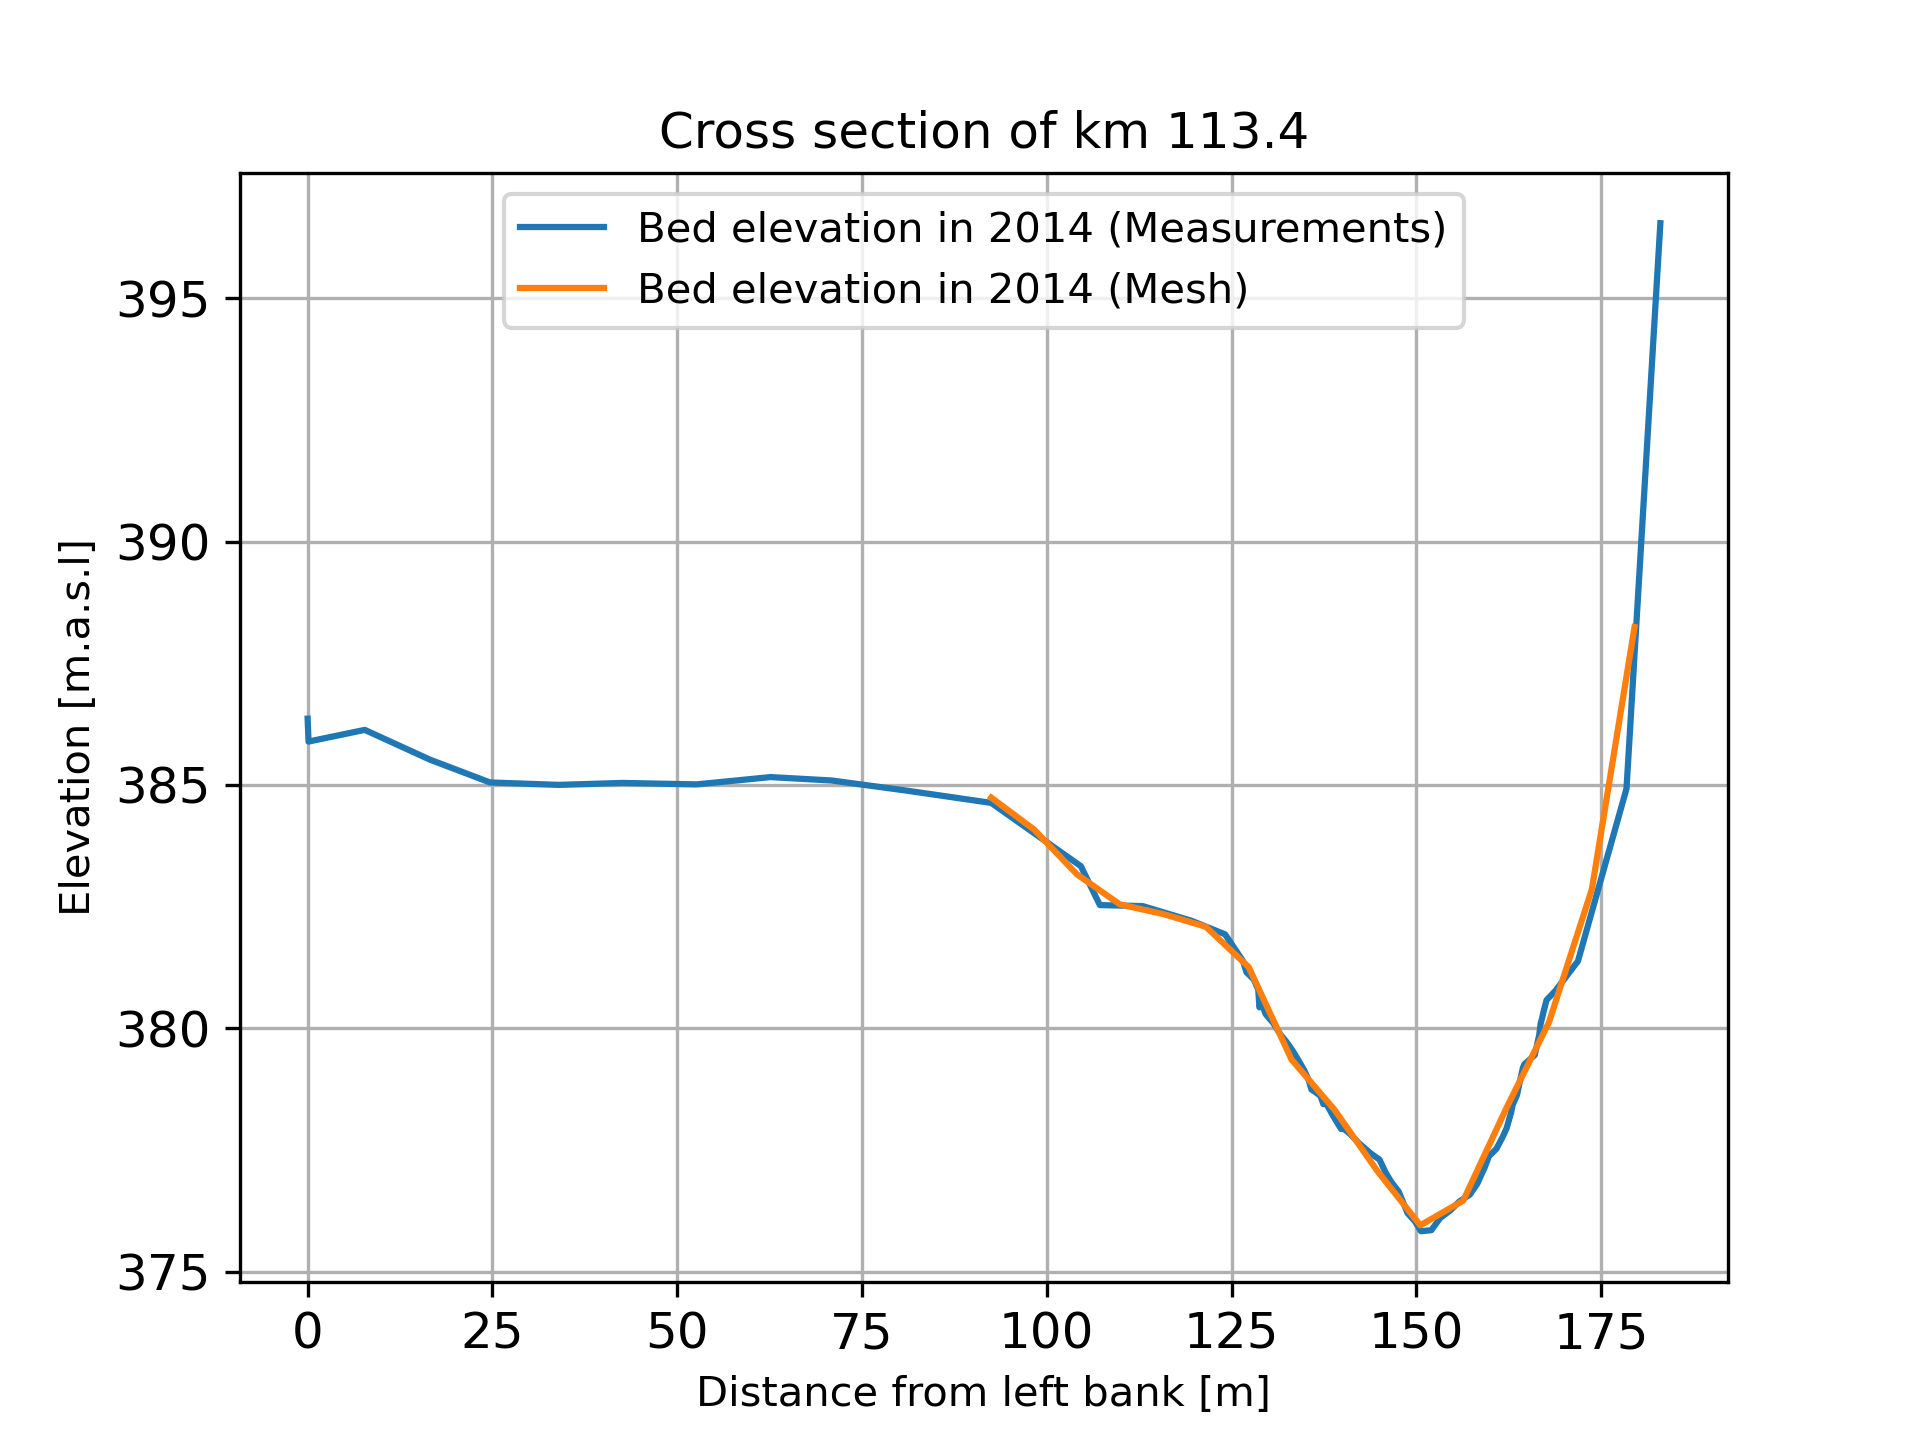 Cross section of km 113.4
Bed elevation in 2014 (Measurements)
Bed elevation in 2014 (Mesh)
395
390
385
380
375
Elevation [m.a.s.l]
0 25 50 75 100 125 150 175
Distance from left bank [m]